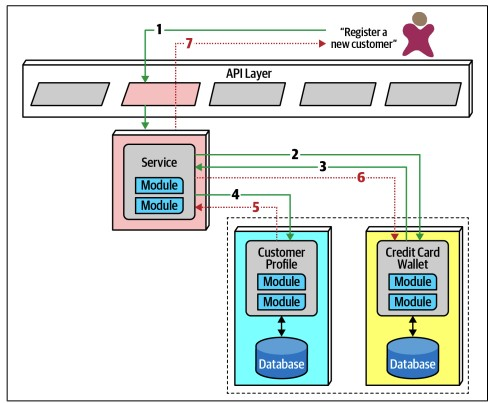 1
"Register a
new customer"
7
API Layer
Service
Module
Module
2
3
6
4
5
Customer
Profile
Module
Module
Database
Credit Card
Wallet
Module
Module
Database